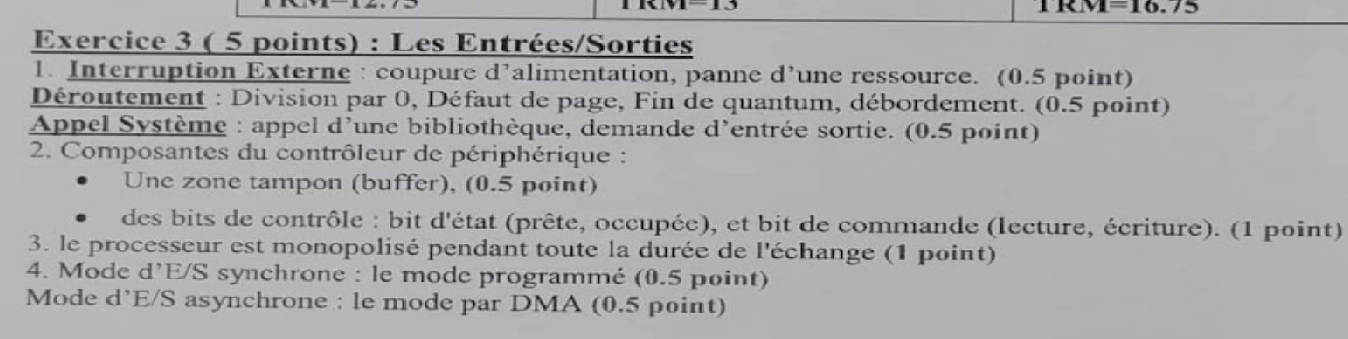 TRM=12.75 TRM=13 TRM=16.75
Exercice 3 ( 5 points) : Les Entrées/Sorties
1. Interruption Externe : coupure d’alimentation, panne d’une ressource. (0.5 point)
Déroutement : Division par 0, Défaut de page, Fin de quantum, débordement. (0.5 point)
Appel Système : appel d’une bibliothèque, demande d’entrée sortie. (0.5 point)
2. Composantes du contrôleur de périphérique :
• Une zone tampon (buffer), (0.5 point)
• des bits de contrôle : bit d'état (prête, occupée), et bit de commande (lecture, écriture). (1 point)
3. le processeur est monopolisé pendant toute la durée de l'échange (1 point)
4. Mode d’E/S synchrone : le mode programmé (0.5 point)
Mode d’E/S asynchrone : le mode par DMA (0.5 point)